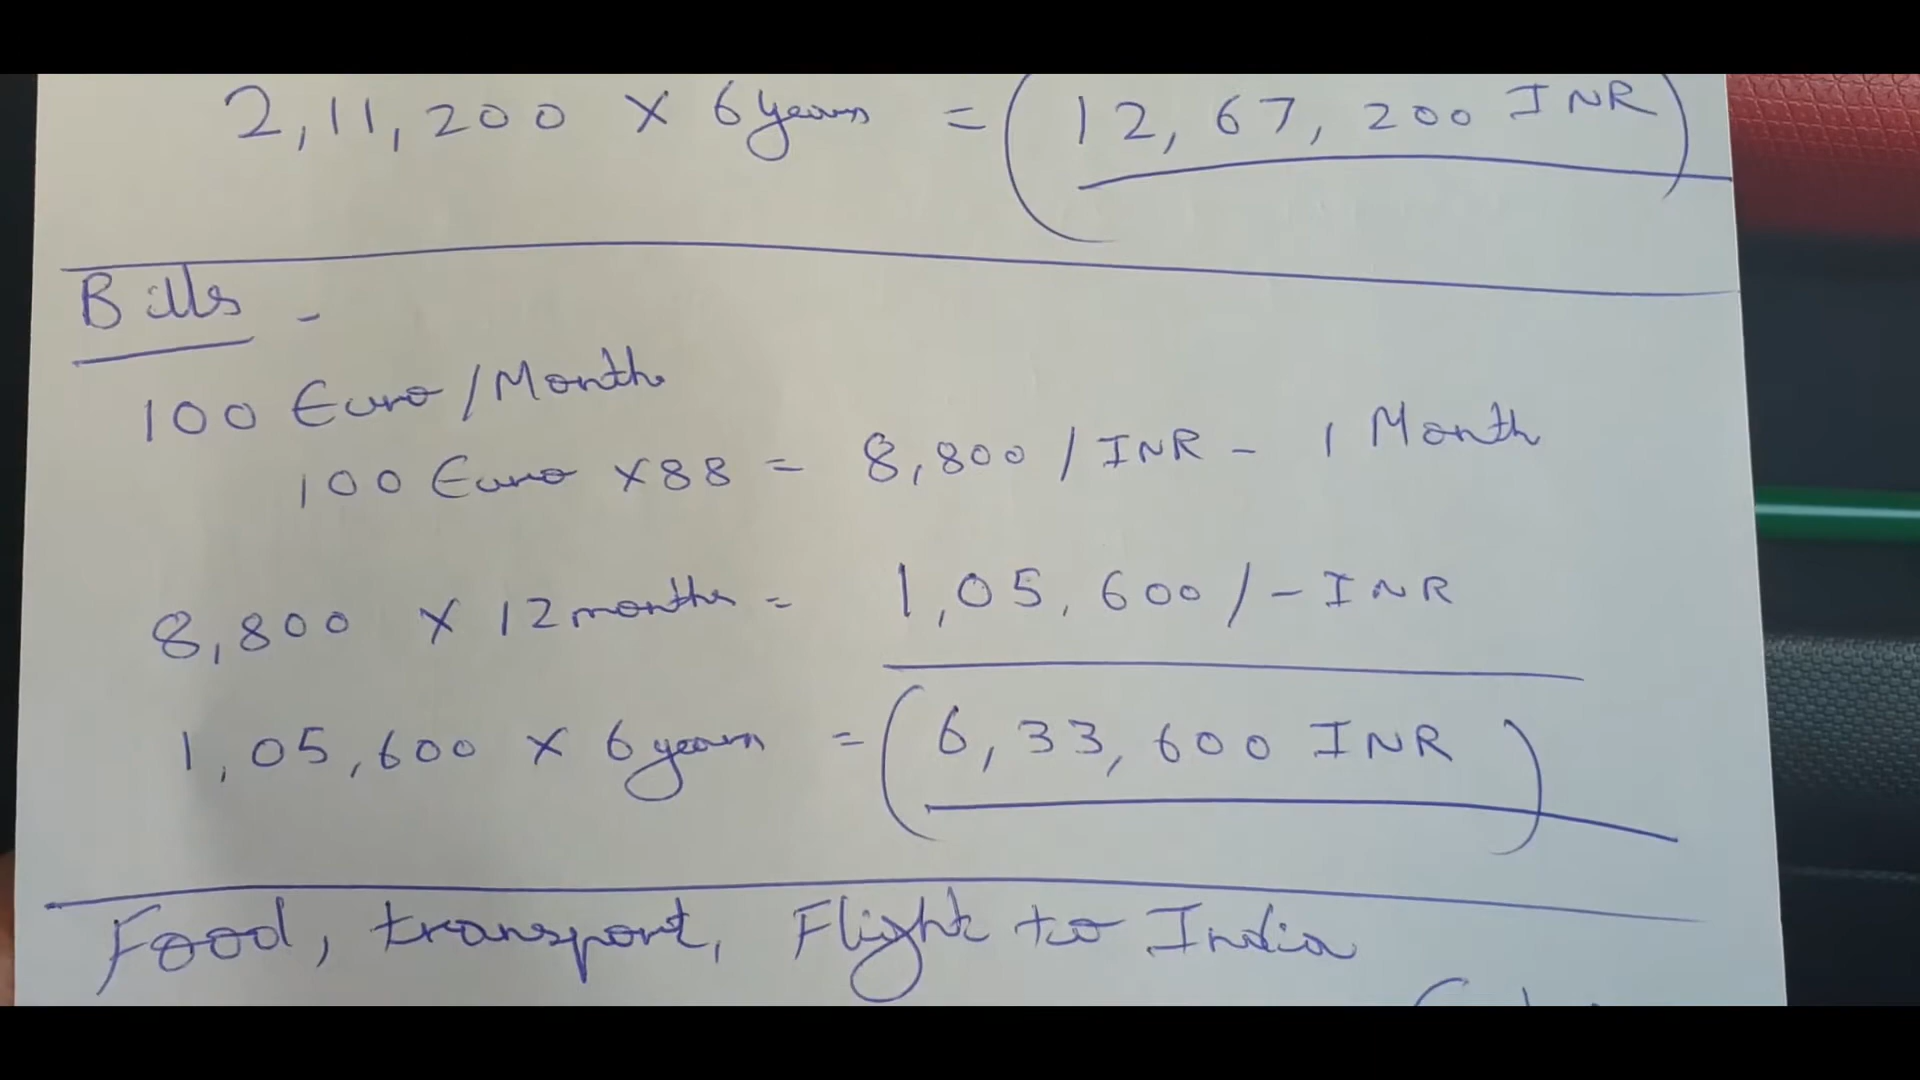 2,11,200 X 6 years = (12,67,200 INR)
Bills -
100 Euro/Month
100 Euro X88 = 8,800/INR - 1 Month
8,800 X 12 months = 1,05,600/- INR
1,05,600 X 6 years = (6,33,600 INR)
Food, transport, Flight to India